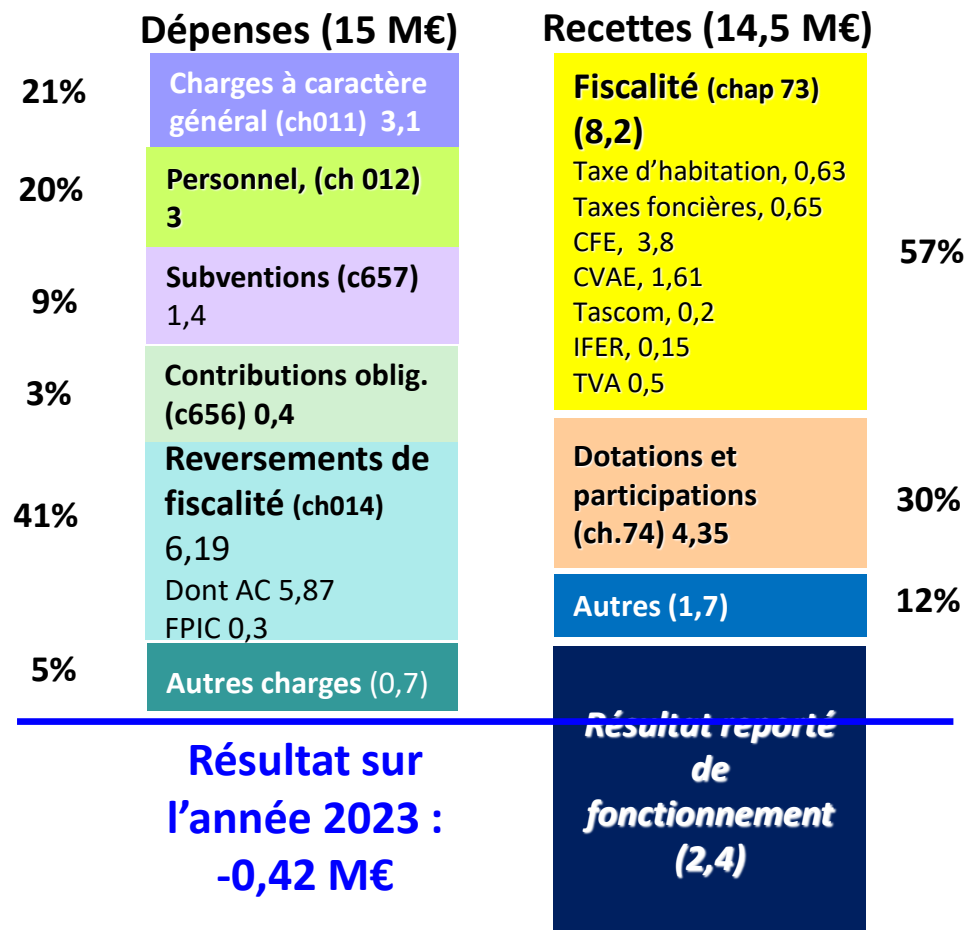 Dépenses (15 M€)
21%
Charges à caractère
général (ch011) 3,1
20%
Personnel, (ch 012)
3
9%
Subventions (c657)
1,4
3%
Contributions oblig.
(c656) 0,4
41%
Reversements de
fiscalité (ch014)
6,19
Dont AC 5,87
FPIC 0,3
5%
Autres charges (0,7)
Résultat sur
l’année 2023 :
-0,42 M€
Recettes (14,5 M€)
Fiscalité (chap 73)
(8,2)
Taxe d’habitation, 0,63
Taxes foncières, 0,65
CFE, 3,8
CVAE, 1,61
Tascom, 0,2
IFER, 0,15
TVA 0,5
57%
Dotations et
participations
(ch.74) 4,35
30%
Autres (1,7)
12%
Résultat reporté
de
fonctionnement
(2,4)